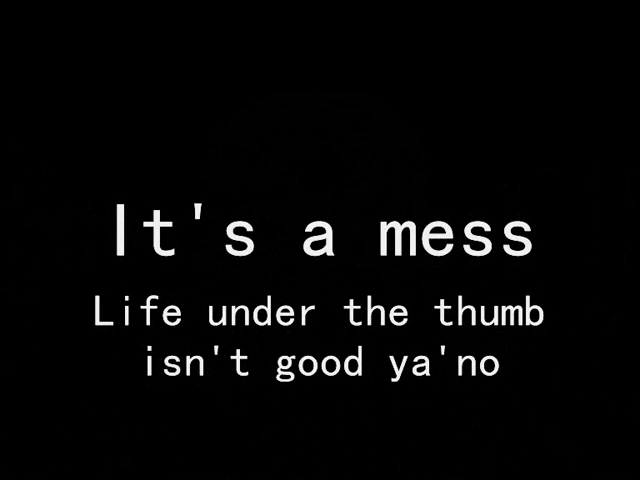 It's a mess
Life under the thumb
isn't good ya'no